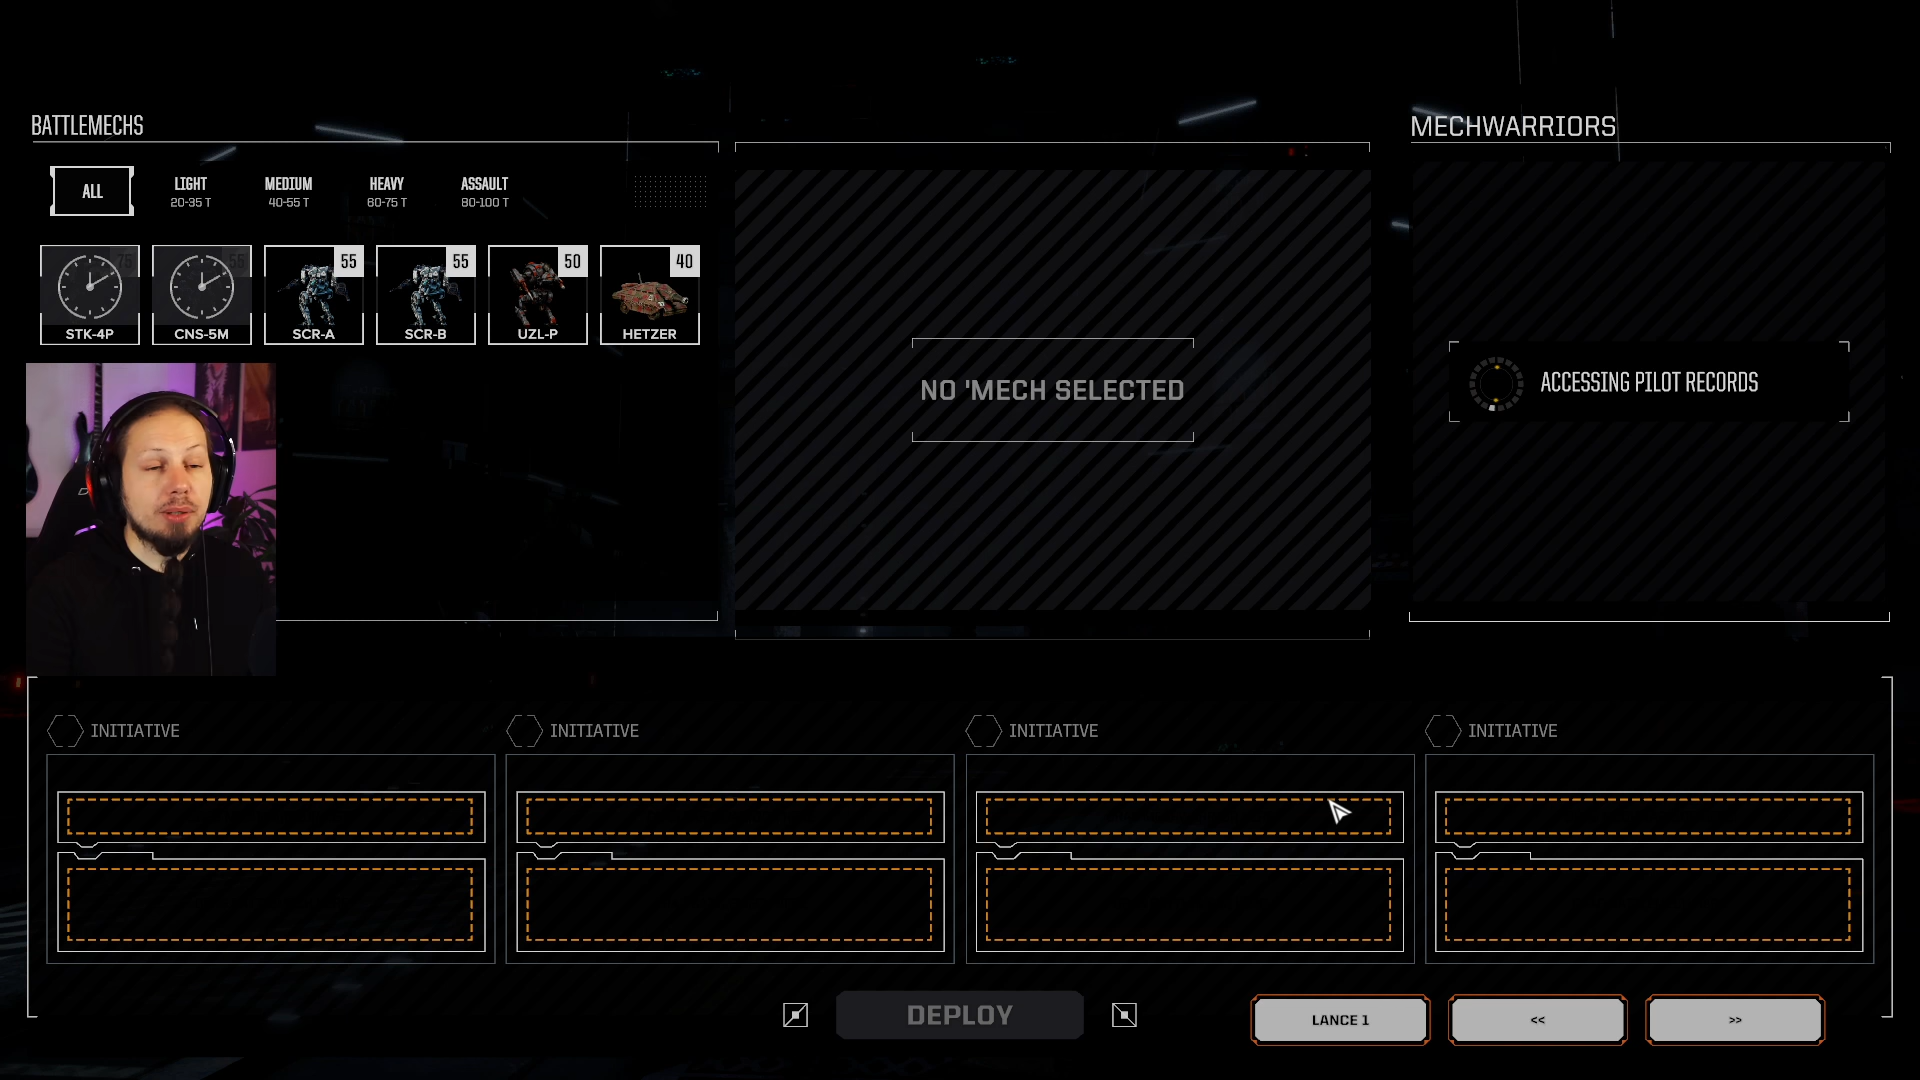 BATTLEMECHS
ALL
LIGHT
20-35 T
MEDIUM
40-55 T
HEAVY
60-75 T
ASSAULT
80-100 T
STK-4P
CNS-5M
55
SCR-A
55
SCR-B
50
UZL-P
40
HETZER
NO 'MECH SELECTED
MECHWARRIORS
ACCESSING PILOT RECORDS
INITIATIVE
INITIATIVE
INITIATIVE
INITIATIVE
DEPLOY
LANCE 1
<<
>>